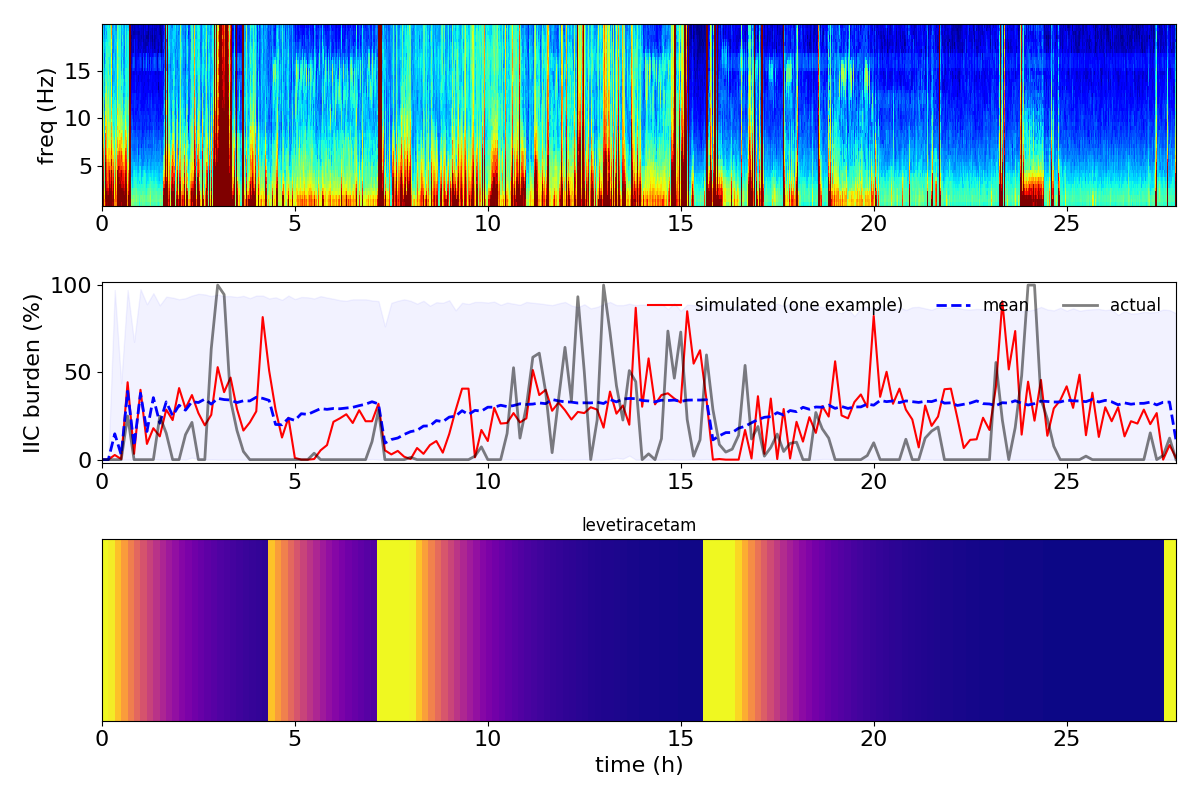 freq (Hz)
15
10
5
0 5 10 15 20 25
IIC burden (%)
100
50
0
simulated (one example) mean actual
0 5 10 15 20 25
levetiracetam
0 5 10 15 20 25
time (h)